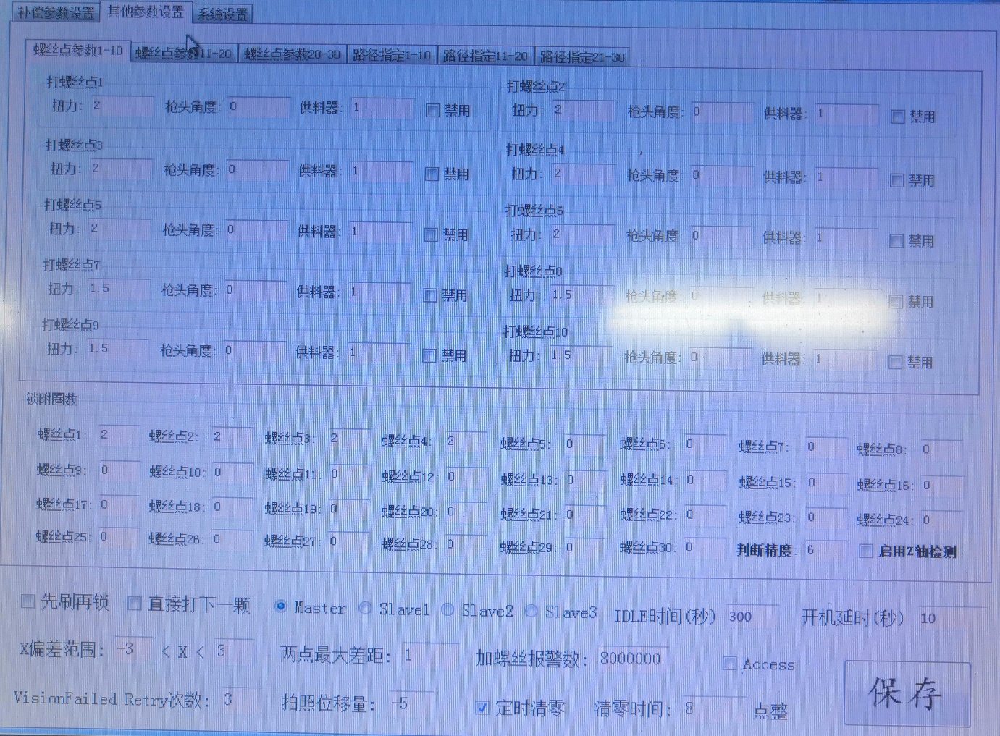 补偿参数设置 其他参数设置 系统设置
螺丝点参数1-10 螺丝点参数11-20 螺丝点参数20-30 路径指定1-10 路径指定11-20 路径指定21-30
打螺丝点1 打螺丝点2
扭力: 2 枪头角度: 0 供料器: 1 禁用 扭力: 2 枪头角度: 0 供料器: 1 禁用
打螺丝点3 打螺丝点4
扭力: 2 枪头角度: 0 供料器: 1 禁用 扭力: 2 枪头角度: 0 供料器: 1 禁用
打螺丝点5 打螺丝点6
扭力: 2 枪头角度: 0 供料器: 1 禁用 扭力: 2 枪头角度: 0 供料器: 1 禁用
打螺丝点7 打螺丝点8
扭力: 1.5 枪头角度: 0 供料器: 1 禁用 扭力: 1.5 枪头角度: 0 供料器: 1 禁用
打螺丝点9 打螺丝点10
扭力: 1.5 枪头角度: 0 供料器: 1 禁用 扭力: 1.5 枪头角度: 0 供料器: 1 禁用
锁附圈数
螺丝点1: 2 螺丝点2: 2 螺丝点3: 2 螺丝点4: 2 螺丝点5: 0 螺丝点6: 0 螺丝点7: 0 螺丝点8: 0
螺丝点9: 0 螺丝点10: 0 螺丝点11: 0 螺丝点12: 0 螺丝点13: 0 螺丝点14: 0 螺丝点15: 0 螺丝点16: 0
螺丝点17: 0 螺丝点18: 0 螺丝点19: 0 螺丝点20: 0 螺丝点21: 0 螺丝点22: 0 螺丝点23: 0 螺丝点24: 0
螺丝点25: 0 螺丝点26: 0 螺丝点27: 0 螺丝点28: 0 螺丝点29: 0 螺丝点30: 0 判断精度: 6 启用Z轴检测
先刷再锁 直接打下一颗 Master Slave1 Slave2 Slave3 IDLE时间(秒) 300 开机延时(秒) 10
X偏差范围: -3 < X < 3 两点最大差距: 1 加螺丝报警数: 8000000 Access
VisionFailed Retry次数: 3 拍照位移量: -5 定时清零 清零时间: 8 点整 保存